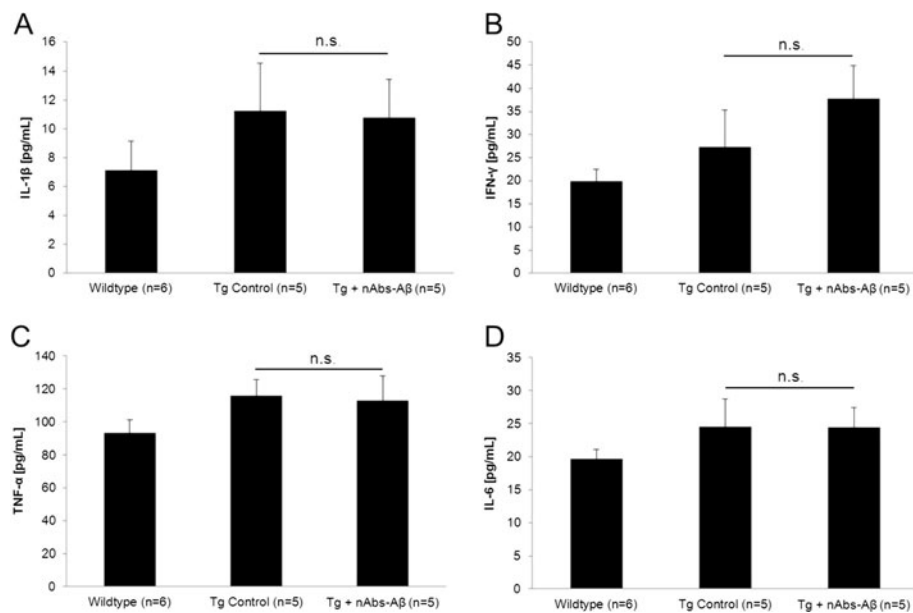 A
n.s.
IL-1β [pg/mL]
16
14
12
10
8
6
4
2
0
Wildtype (n=6) Tg Control (n=5) Tg + nAbs-Aβ (n=5)
B
n.s.
IFN-γ [pg/mL]
50
45
40
35
30
25
20
15
10
5
0
Wildtype (n=6) Tg Control (n=5) Tg + nAbs-Aβ (n=5)
C
n.s.
TNF-α [pg/mL]
140
120
100
80
60
40
20
0
Wildtype (n=6) Tg Control (n=5) Tg + nAbs-Aβ (n=5)
D
n.s.
IL-6 [pg/mL]
35
30
25
20
15
10
5
0
Wildtype (n=6) Tg Control (n=5) Tg + nAbs-Aβ (n=5)